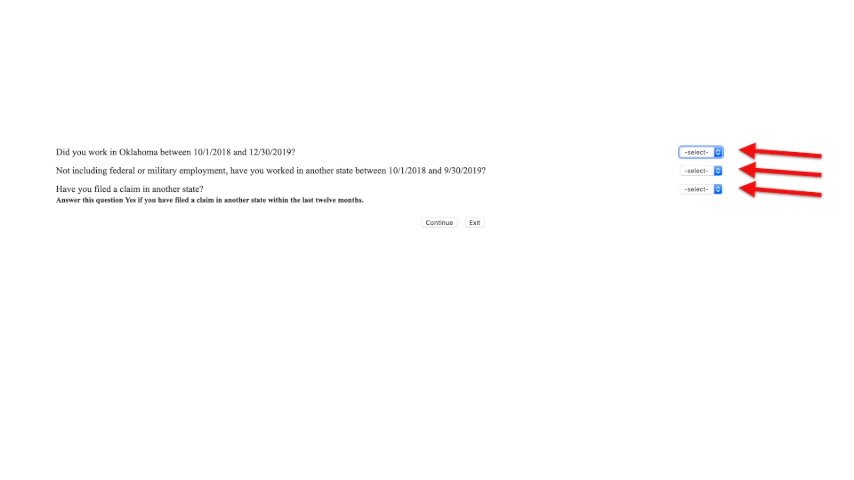 Did you work in Oklahoma between 10/1/2018 and 12/30/2019? -select-
Not including federal or military employment, have you worked in another state between 10/1/2018 and 9/30/2019? -select-
Have you filed a claim in another state? -select-
Answer this question Yes if you have filed a claim in another state within the last twelve months.
Continue Exit